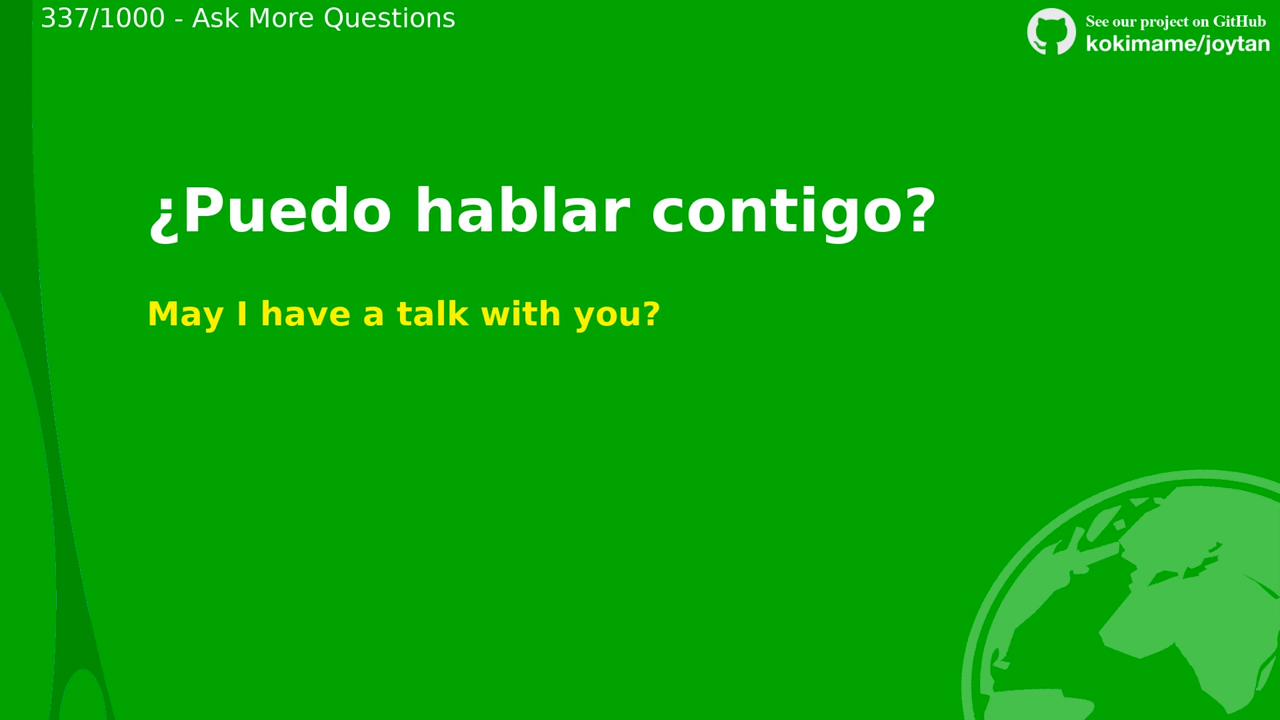 337/1000 - Ask More Questions
See our project on GitHub
kokimame/joytan
¿Puedo hablar contigo?
May I have a talk with you?